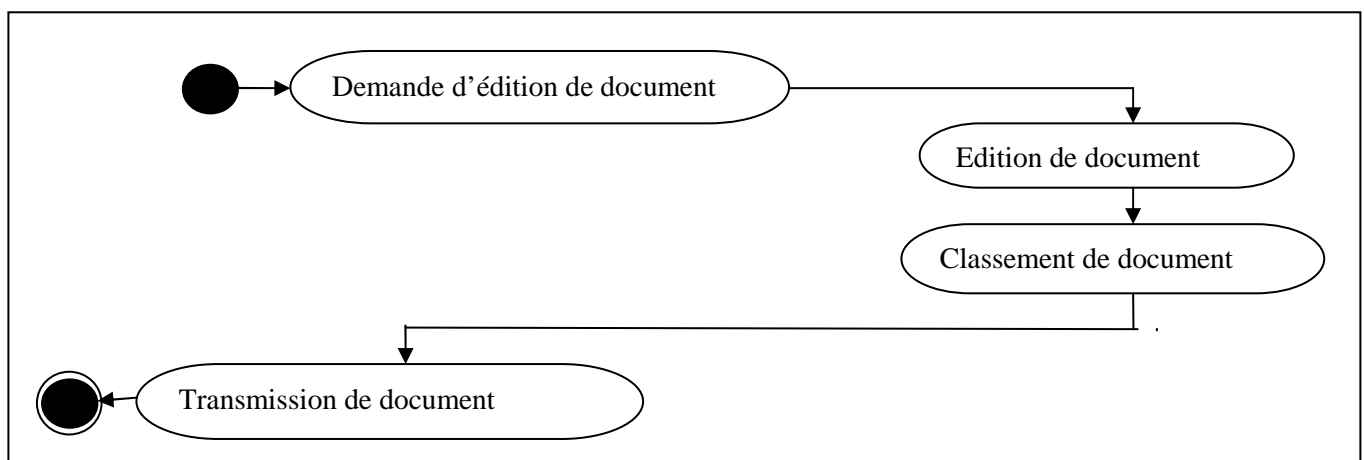 Demande d’édition de document
Edition de document
Classement de document
Transmission de document